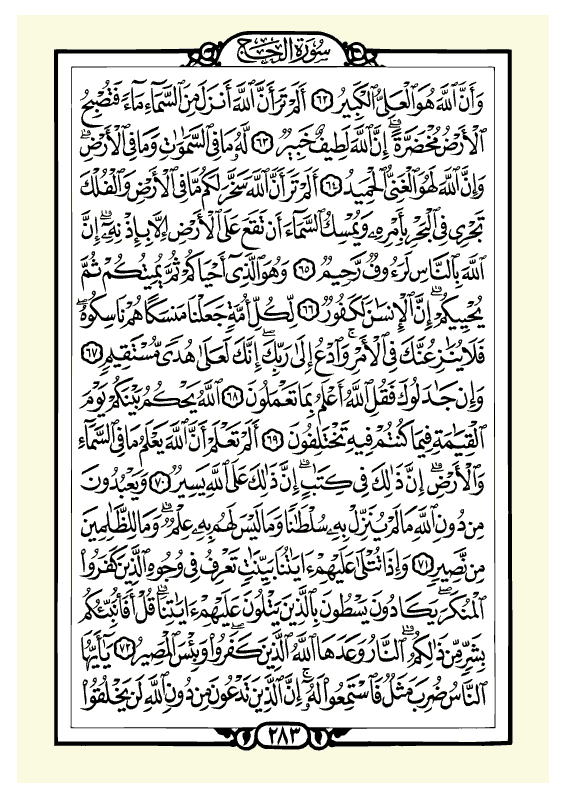 سُورَةُ الحَجّ
وَأَنَّ ٱللَّهَ هُوَ ٱلْعَلِىُّ ٱلْكَبِيرُ ٦٢ أَلَمْ تَرَ أَنَّ ٱللَّهَ أَنزَلَ مِنَ ٱلسَّمَآءِ مَآءً فَتُصْبِحُ
ٱلْأَرْضُ مُخْضَرَّةً ۗ إِنَّ ٱللَّهَ لَطِيفٌ خَبِيرٌ ٦٣ لَّهُۥ مَا فِى ٱلسَّمَٰوَٰتِ وَمَا فِى ٱلْأَرْضِ ۗ
وَإِنَّ ٱللَّهَ لَهُوَ ٱلْغَنِىُّ ٱلْحَمِيدُ ٦٤ أَلَمْ تَرَ أَنَّ ٱللَّهَ سَخَّرَ لَكُم مَّا فِى ٱلْأَرْضِ وَٱلْفُلْكَ
تَجْرِى فِى ٱلْبَحْرِ بِأَمْرِهِۦ وَيُمْسِكُ ٱلسَّمَآءَ أَن تَقَعَ عَلَى ٱلْأَرْضِ إِلَّا بِإِذْنِهِۦٓ ۗ إِنَّ
ٱللَّهَ بِٱلنَّاسِ لَرَءُوفٌ رَّحِيمٌ ٦٥ وَهُوَ ٱلَّذِىٓ أَحْيَاكُمْ ثُمَّ يُمِيتُكُمْ ثُمَّ
يُحْيِيكُمْ ۗ إِنَّ ٱلْإِنسَٰنَ لَكَفُورٌ ٦٦ لِّكُلِّ أُمَّةٍ جَعَلْنَا مَنسَكًا هُمْ نَاسِكُوهُ ۖ
فَلَا يُنَٰزِعُنَّكَ فِى ٱلْأَمْرِ ۚ وَٱدْعُ إِلَىٰ رَبِّكَ ۖ إِنَّكَ لَعَلَىٰ هُدًى مُّسْتَقِيمٍ ٦٧
وَإِن جَٰدَلُوكَ فَقُلِ ٱللَّهُ أَعْلَمُ بِمَا تَعْمَلُونَ ٦٨ ٱللَّهُ يَحْكُمُ بَيْنَكُمْ يَوْمَ
ٱلْقِيَٰمَةِ فِيمَا كُنتُمْ فِيهِ تَخْتَلِفُونَ ٦٩ أَلَمْ تَعْلَمْ أَنَّ ٱللَّهَ يَعْلَمُ مَا فِى ٱلسَّمَآءِ
وَٱلْأَرْضِ ۗ إِنَّ ذَٰلِكَ فِى كِتَٰبٍ ۚ إِنَّ ذَٰلِكَ عَلَى ٱللَّهِ يَسِيرٌ ٧٠ وَيَعْبُدُونَ
مِن دُونِ ٱللَّهِ مَا لَمْ يُنَزِّلْ بِهِۦ سُلْطَٰنًا وَمَا لَيْسَ لَهُم بِهِۦ عِلْمٌ ۗ وَمَا لِلظَّٰلِمِينَ
مِن نَّصِيرٍ ٧١ وَإِذَا تُتْلَىٰ عَلَيْهِمْ ءَايَٰتُنَا بَيِّنَٰتٍ تَعْرِفُ فِى وُجُوهِ ٱلَّذِينَ كَفَرُوا۟
ٱلْمُنكَرَ ۖ يَكَادُونَ يَسْطُونَ بِٱلَّذِينَ يَتْلُونَ عَلَيْهِمْ ءَايَٰتِنَا ۗ قُلْ أَفَأُنَبِّئُكُم
بِشَرٍّ مِّن ذَٰلِكُمُ ۗ ٱلنَّارُ وَعَدَهَا ٱللَّهُ ٱلَّذِينَ كَفَرُوا۟ ۖ وَبِئْسَ ٱلْمَصِيرُ ٧٢ يَٰٓأَيُّهَا
ٱلنَّاسُ ضُرِبَ مَثَلٌ فَٱسْتَمِعُوا۟ لَهُۥٓ ۚ إِنَّ ٱلَّذِينَ تَدْعُونَ مِن دُونِ ٱللَّهِ لَن يَخْلُقُوا۟
٢٨٣